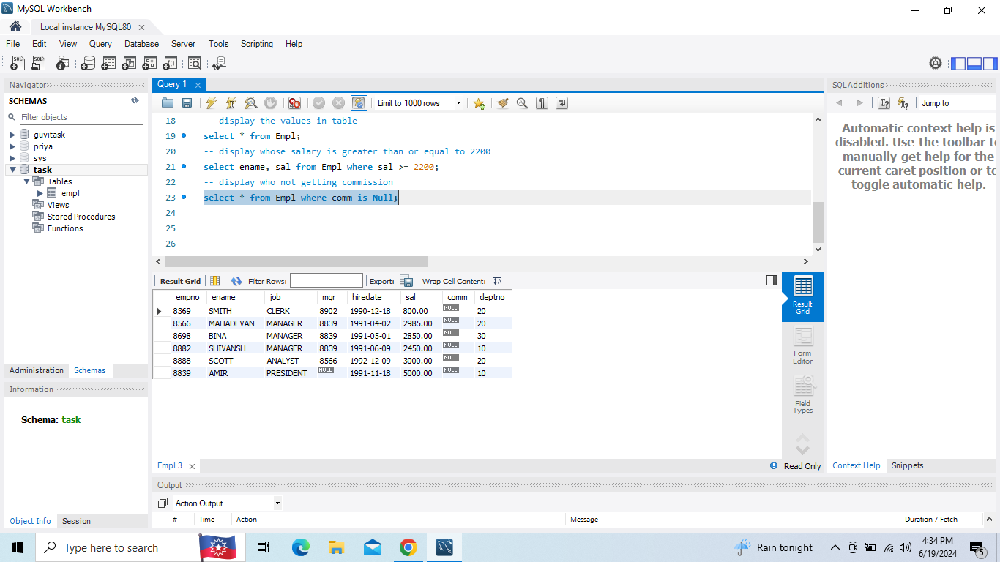 MySQL Workbench
Local instance MySQL80
File Edit View Query Database Server Tools Scripting Help
Navigator
SCHEMAS
Filter objects
guvitask
priya
sys
task
Tables
empl
Views
Stored Procedures
Functions
Administration Schemas
Information
Schema: task
Object Info Session
Query 1
Limit to 1000 rows
18 -- display the values in table
19 select * from Empl;
20 -- display whose salary is greater than or equal to 2200
21 select ename, sal from Empl where sal >= 2200;
22 -- display who not getting commission
23 select * from Empl where comm is Null;
24
25
26
Result Grid Filter Rows: Export: Wrap Cell Content:
empno ename job mgr hiredate sal comm deptno
8369 SMITH CLERK 8902 1990-12-18 800.00 NULL 20
8566 MAHADEVAN MANAGER 8839 1991-04-02 2985.00 NULL 20
8698 BINA MANAGER 8839 1991-05-01 2850.00 NULL 30
8882 SHIVANSH MANAGER 8839 1991-06-09 2450.00 NULL 10
8888 SCOTT ANALYST 8566 1992-12-09 3000.00 NULL 20
8839 AMIR PRESIDENT NULL 1991-11-18 5000.00 NULL 10
Result
Grid
Form
Editor
Field
Types
Empl 3
Read Only
Output
Action Output
# Time Action Message Duration / Fetch
SQLAdditions
Jump to
Automatic context help is
disabled. Use the toolbar to
manually get help for the
current caret position or to
toggle automatic help.
Context Help Snippets
Type here to search
Rain tonight
4:34 PM
6/19/2024
5